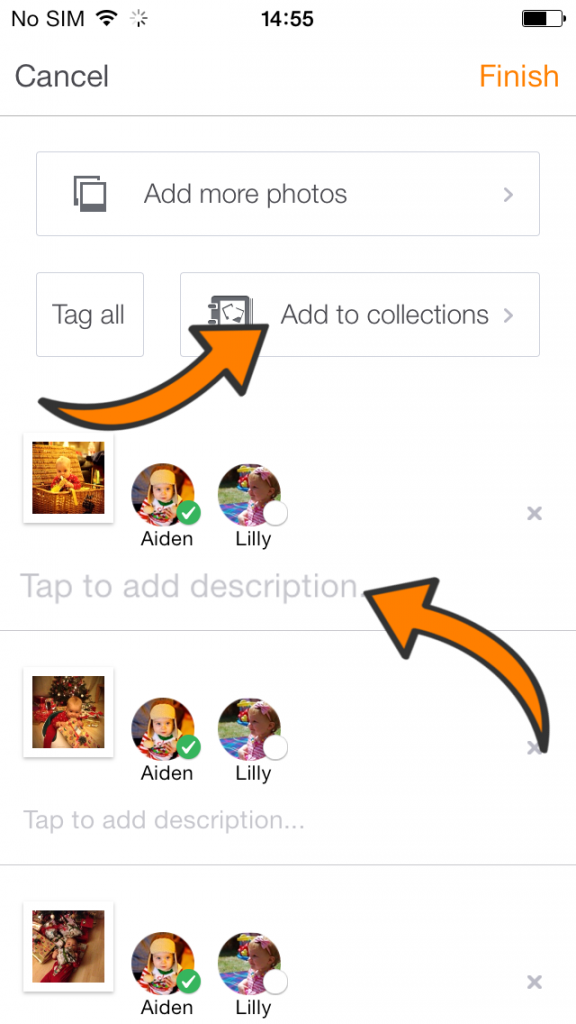 No SIM 14:55
Cancel Finish
Add more photos
Tag all Add to collections
Aiden Lilly
Tap to add description
Aiden Lilly
Tap to add description...
Aiden Lilly